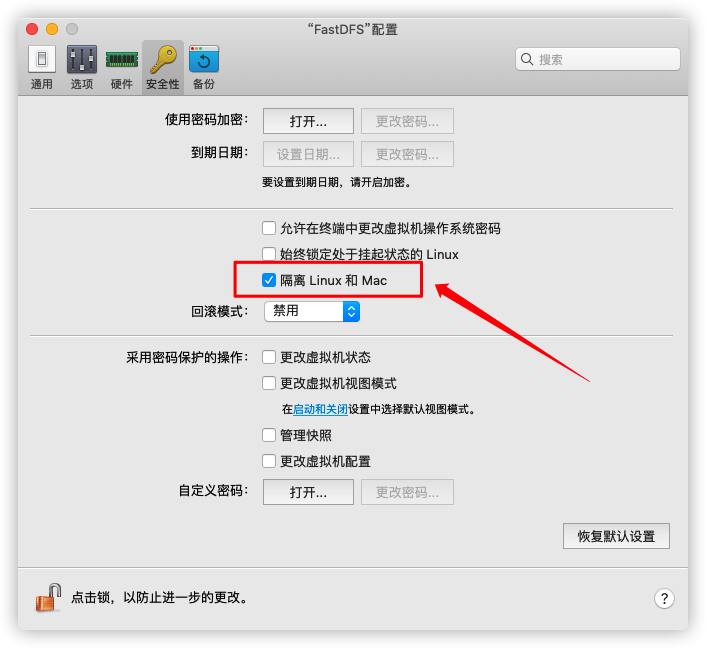 “FastDFS”配置
通用 选项 硬件 安全性 备份
搜索
使用密码加密： 打开... 更改密码...
到期日期： 设置日期... 更改密码...
要设置到期日期，请开启加密。
允许在终端中更改虚拟机操作系统密码
始终锁定处于挂起状态的 Linux
隔离 Linux 和 Mac
回滚模式： 禁用
采用密码保护的操作： 更改虚拟机状态
更改虚拟机视图模式
在启动和关闭设置中选择默认视图模式。
管理快照
更改虚拟机配置
自定义密码： 打开... 更改密码...
恢复默认设置
点击锁，以防止进一步的更改。
?